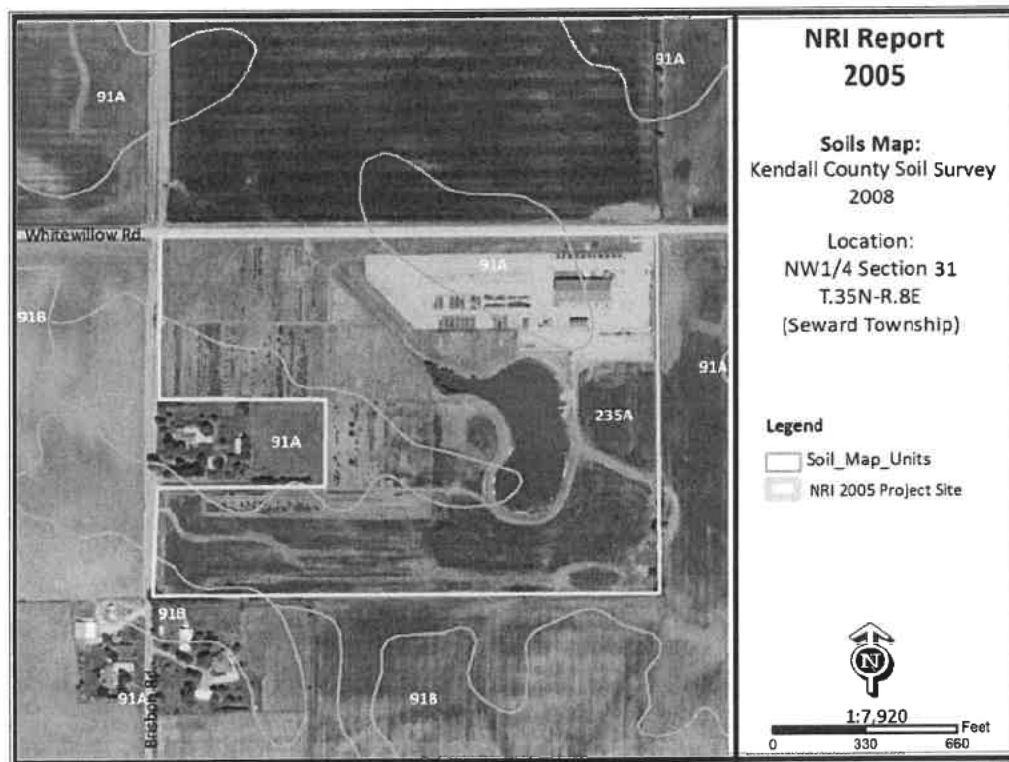 91A
91A
Whitewillow Rd.
91A
91B
91A
235A
91A
91B
91A
91B
Brisbon Rd.
NRI Report
2005
Soils Map:
Kendall County Soil Survey
2008
Location:
NW1/4 Section 31
T.35N-R.8E
(Seward Township)
Legend
Soil_Map_Units
NRI 2005 Project Site
N
1:7,920
Feet
0 330 660